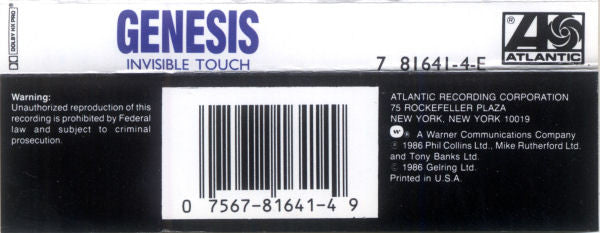 DOLBY HX PRO
GENESIS
INVISIBLE TOUCH
7 81641-4-E
®
ATLANTIC
Warning:
Unauthorized reproduction of this
recording is prohibited by Federal
law and subject to criminal
prosecution.
0 7567-81641-4 9
ATLANTIC RECORDING CORPORATION
75 ROCKEFELLER PLAZA
NEW YORK, NEW YORK 10019
W ® A Warner Communications Company
℗ 1986 Phil Collins Ltd., Mike Rutherford Ltd.
and Tony Banks Ltd.
© 1986 Gelring Ltd.
Printed in U.S.A.